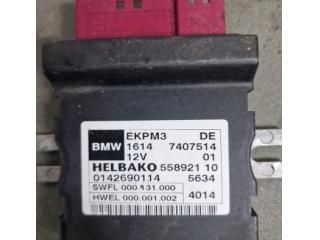 EKPM3 DE
BMW 1614 7407514
12V 01
HELBAKO 558921 10
0142690114 5634
SWFL 000.131.000
HWEL 000.001.002 4014